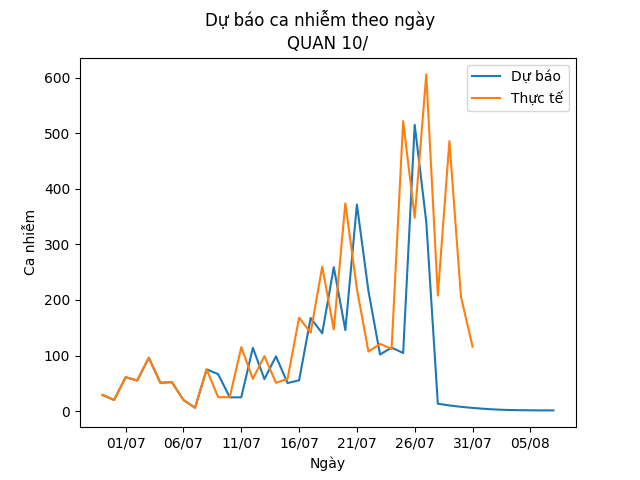 Dự báo ca nhiễm theo ngày
QUAN 10/
Dự báo
Thực tế
Ca nhiễm
600
500
400
300
200
100
0
01/07 06/07 11/07 16/07 21/07 26/07 31/07 05/08
Ngày